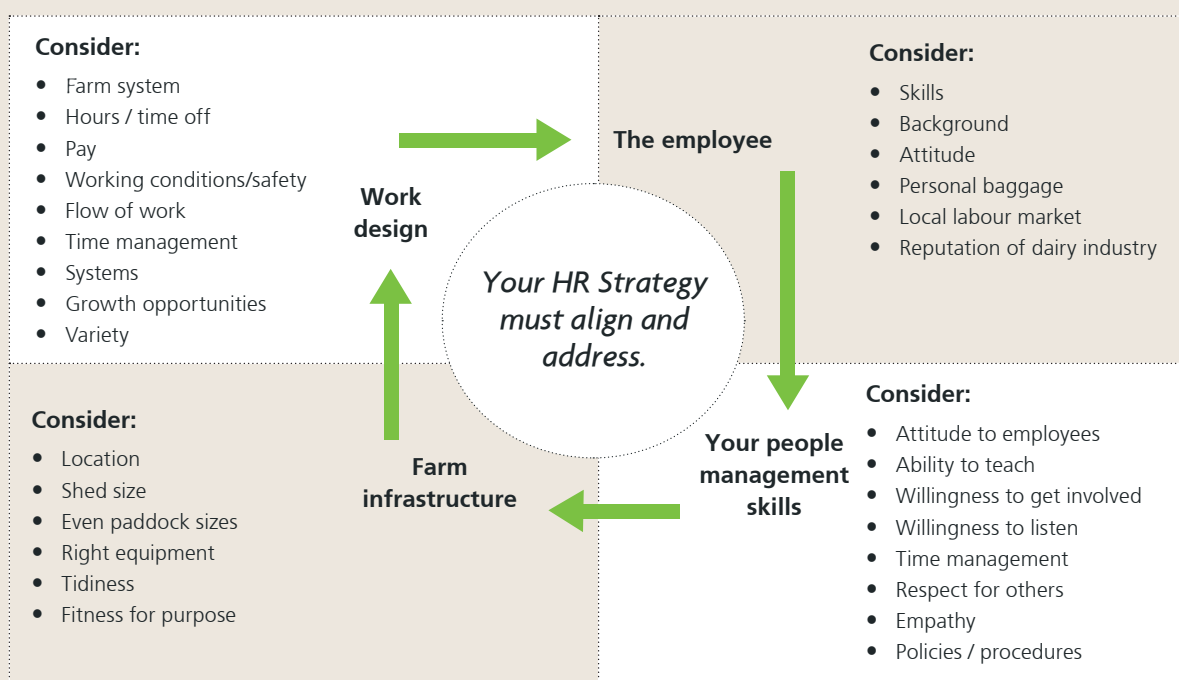 Consider:
• Farm system
• Hours / time off
• Pay
• Working conditions/safety
• Flow of work
• Time management
• Systems
• Growth opportunities
• Variety
Work
design
The employee
Consider:
• Skills
• Background
• Attitude
• Personal baggage
• Local labour market
• Reputation of dairy industry
Your HR Strategy
must align and
address.
Consider:
• Location
• Shed size
• Even paddock sizes
• Right equipment
• Tidiness
• Fitness for purpose
Farm
infrastructure
Your people
management
skills
Consider:
• Attitude to employees
• Ability to teach
• Willingness to get involved
• Willingness to listen
• Time management
• Respect for others
• Empathy
• Policies / procedures